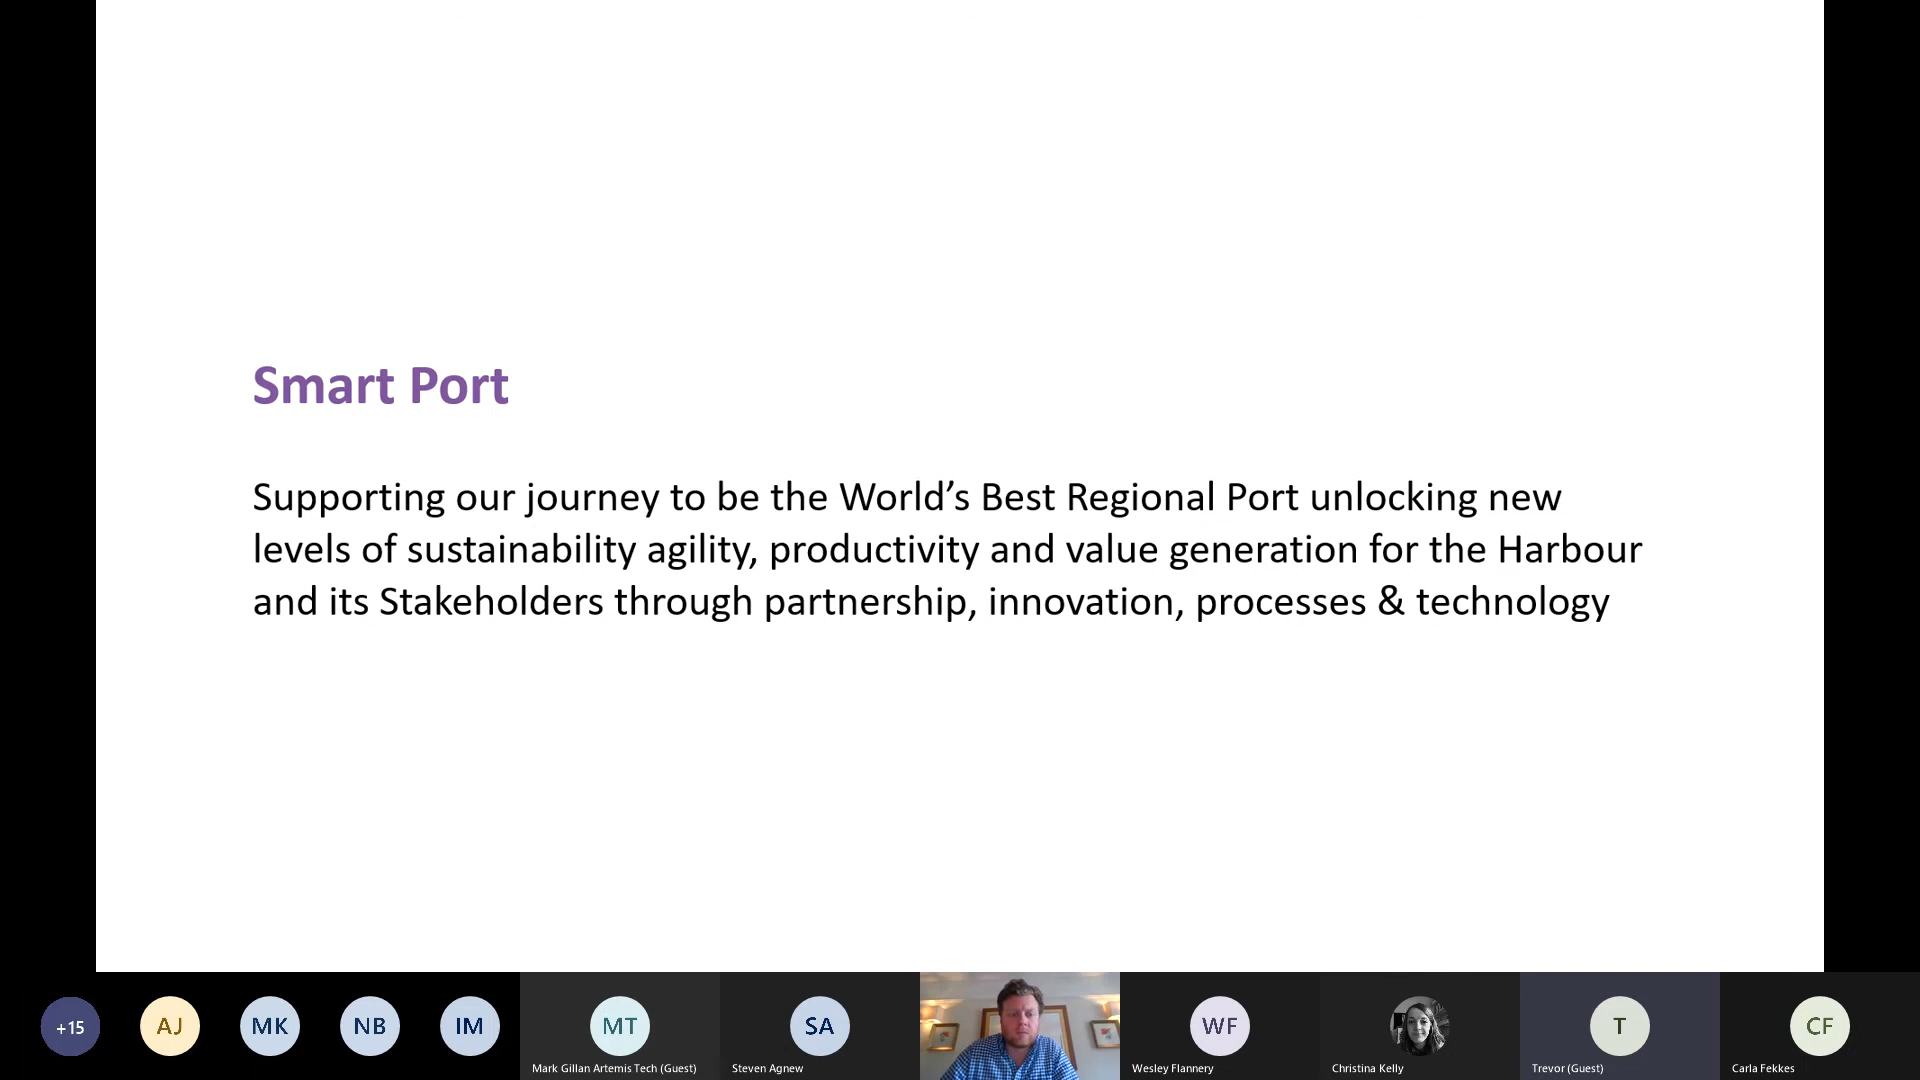 Smart Port
Supporting our journey to be the World’s Best Regional Port unlocking new
levels of sustainability agility, productivity and value generation for the Harbour
and its Stakeholders through partnership, innovation, processes & technology
+15
AJ
MK
NB
IM
MT
SA
WF
T
CF
Mark Gillan Artemis Tech (Guest)
Steven Agnew
Wesley Flannery
Christina Kelly
Trevor (Guest)
Carla Fekkes